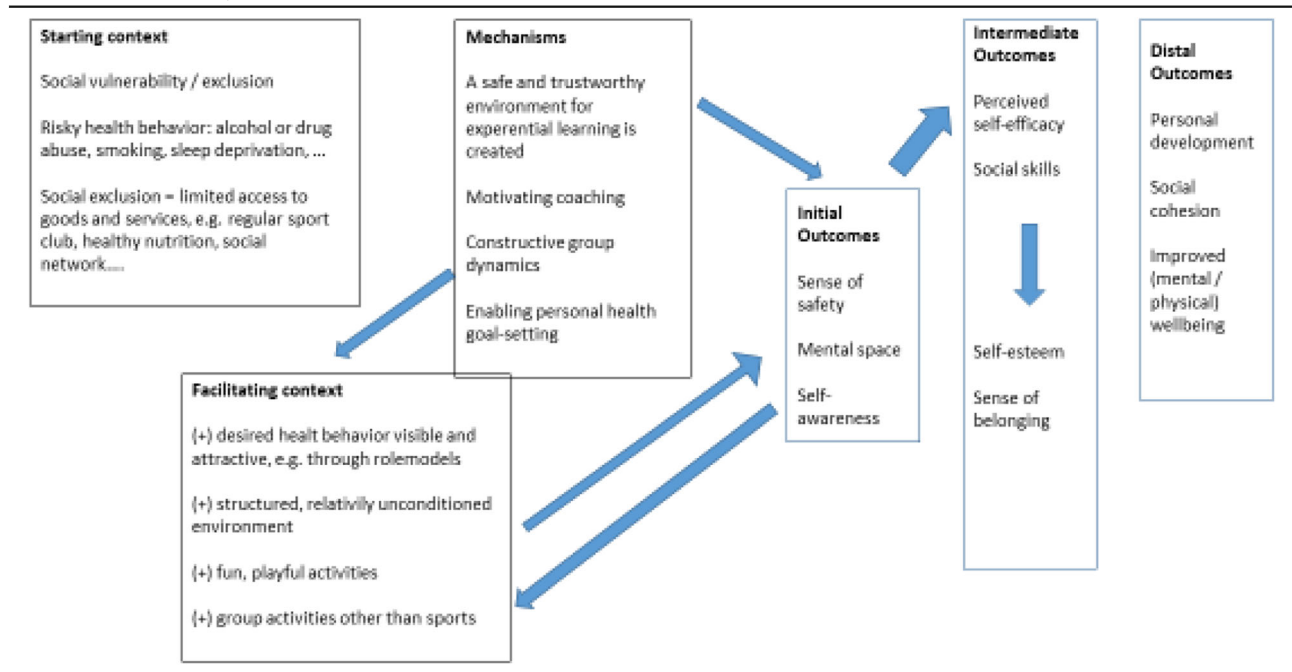 Starting context
Social vulnerability / exclusion
Risky health behavior: alcohol or drug
abuse, smoking, sleep deprivation, ...
Social exclusion = limited access to
goods and services, e.g. regular sport
club, healthy nutrition, social
network....
Mechanisms
A safe and trustworthy
environment for
experential learning is
created
Motivating coaching
Constructive group
dynamics
Enabling personal health
goal-setting
Facilitating context
(+) desired healt behavior visible and
attractive, e.g. through rolemodels
(+) structured, relativily unconditioned
environment
(+) fun, playful activities
(+) group activities other than sports
Initial
Outcomes
Sense of
safety
Mental space
Self-
awareness
Intermediate
Outcomes
Perceived
self-efficacy
Social skills
Self-esteem
Sense of
belonging
Distal
Outcomes
Personal
development
Social
cohesion
Improved
(mental /
physical)
wellbeing